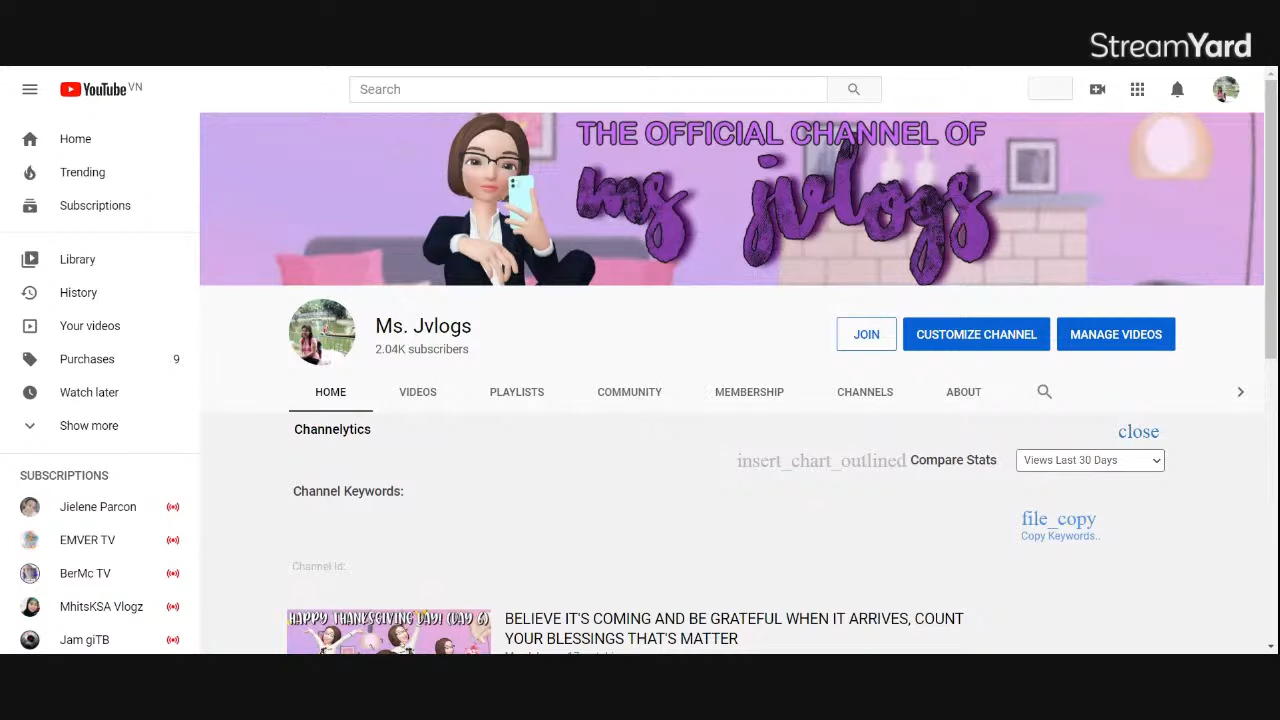 StreamYard
YouTube VN
Search
Home
Trending
Subscriptions
Library
History
Your videos
Purchases 9
Watch later
Show more
SUBSCRIPTIONS
Jielene Parcon
EMVER TV
BerMc TV
MhitsKSA Vlogz
Jam giTB
THE OFFICIAL CHANNEL OF
ms jvlogs
Ms. Jvlogs
2.04K subscribers
JOIN
CUSTOMIZE CHANNEL
MANAGE VIDEOS
HOME VIDEOS PLAYLISTS COMMUNITY MEMBERSHIP CHANNELS ABOUT
Channelytics
close
insert_chart_outlined Compare Stats
Views Last 30 Days
Channel Keywords:
file_copy
Copy Keywords..
Channel Id:
HAPPY THANKSGIVING DAY! (DAY 6)
BELIEVE IT'S COMING AND BE GRATEFUL WHEN IT ARRIVES, COUNT
YOUR BLESSINGS THAT'S MATTER